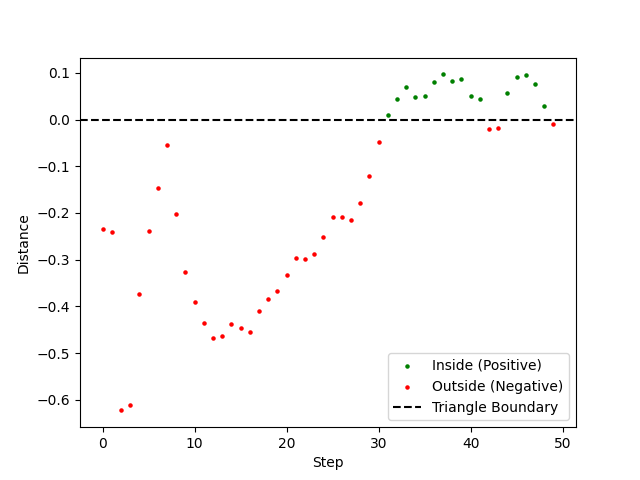 0.1
0.0
−0.1
−0.2
−0.3
−0.4
−0.5
−0.6
Distance
Inside (Positive)
Outside (Negative)
Triangle Boundary
0 10 20 30 40 50
Step